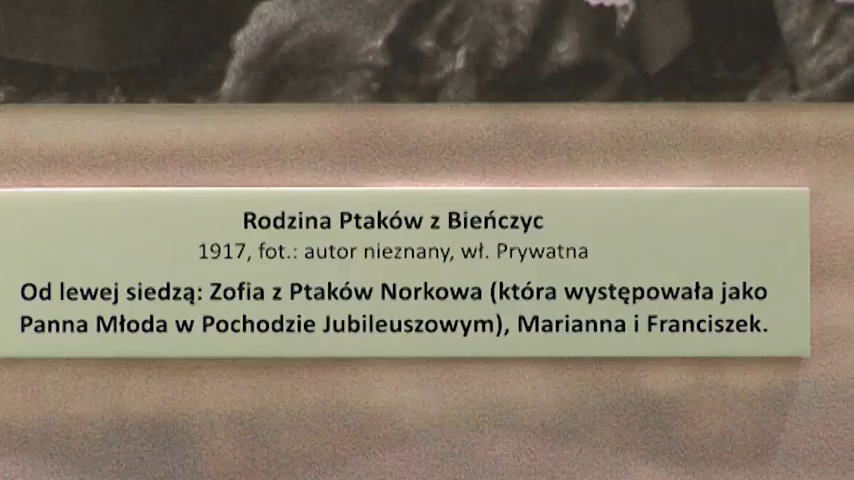 Rodzina Ptaków z Bieńczyc
1917, fot.: autor nieznany, wł. Prywatna
Od lewej siedzą: Zofia z Ptaków Norkowa (która występowała jako
Panna Młoda w Pochodzie Jubileuszowym), Marianna i Franciszek.